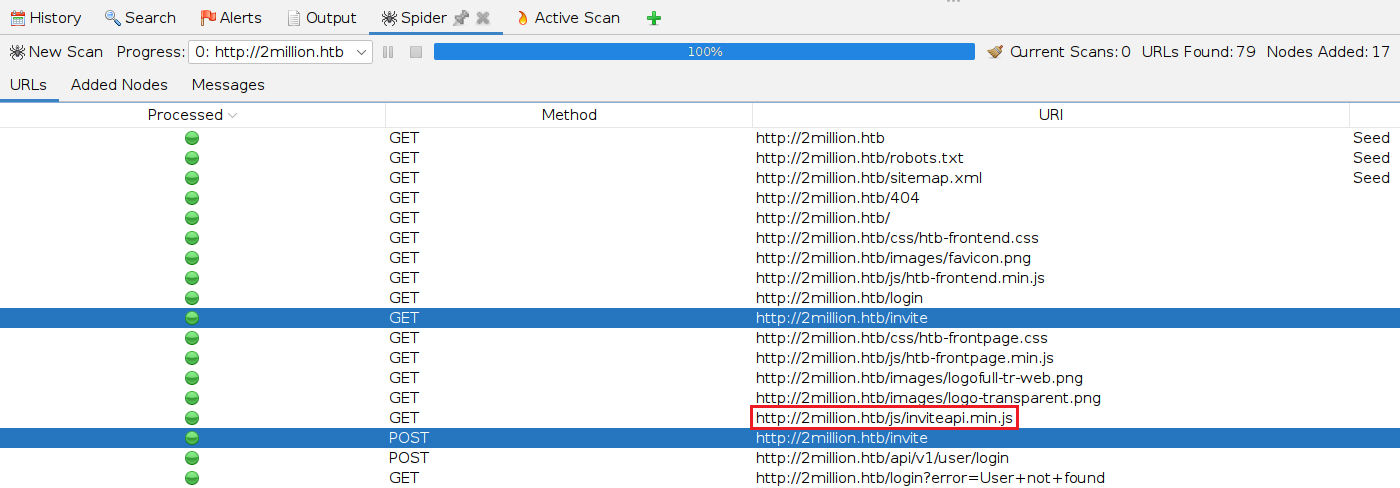 History Search Alerts Output Spider Active Scan
New Scan Progress: 0: http://2million.htb 100% Current Scans: 0 URLs Found: 79 Nodes Added: 17
URLs Added Nodes Messages
Processed Method URI
GET http://2million.htb Seed
GET http://2million.htb/robots.txt Seed
GET http://2million.htb/sitemap.xml Seed
GET http://2million.htb/404
GET http://2million.htb/
GET http://2million.htb/css/htb-frontend.css
GET http://2million.htb/images/favicon.png
GET http://2million.htb/js/htb-frontend.min.js
GET http://2million.htb/login
GET http://2million.htb/invite
GET http://2million.htb/css/htb-frontpage.css
GET http://2million.htb/js/htb-frontpage.min.js
GET http://2million.htb/images/logofull-tr-web.png
GET http://2million.htb/images/logo-transparent.png
GET http://2million.htb/js/inviteapi.min.js
POST http://2million.htb/invite
POST http://2million.htb/api/v1/user/login
GET http://2million.htb/login?error=User+not+found